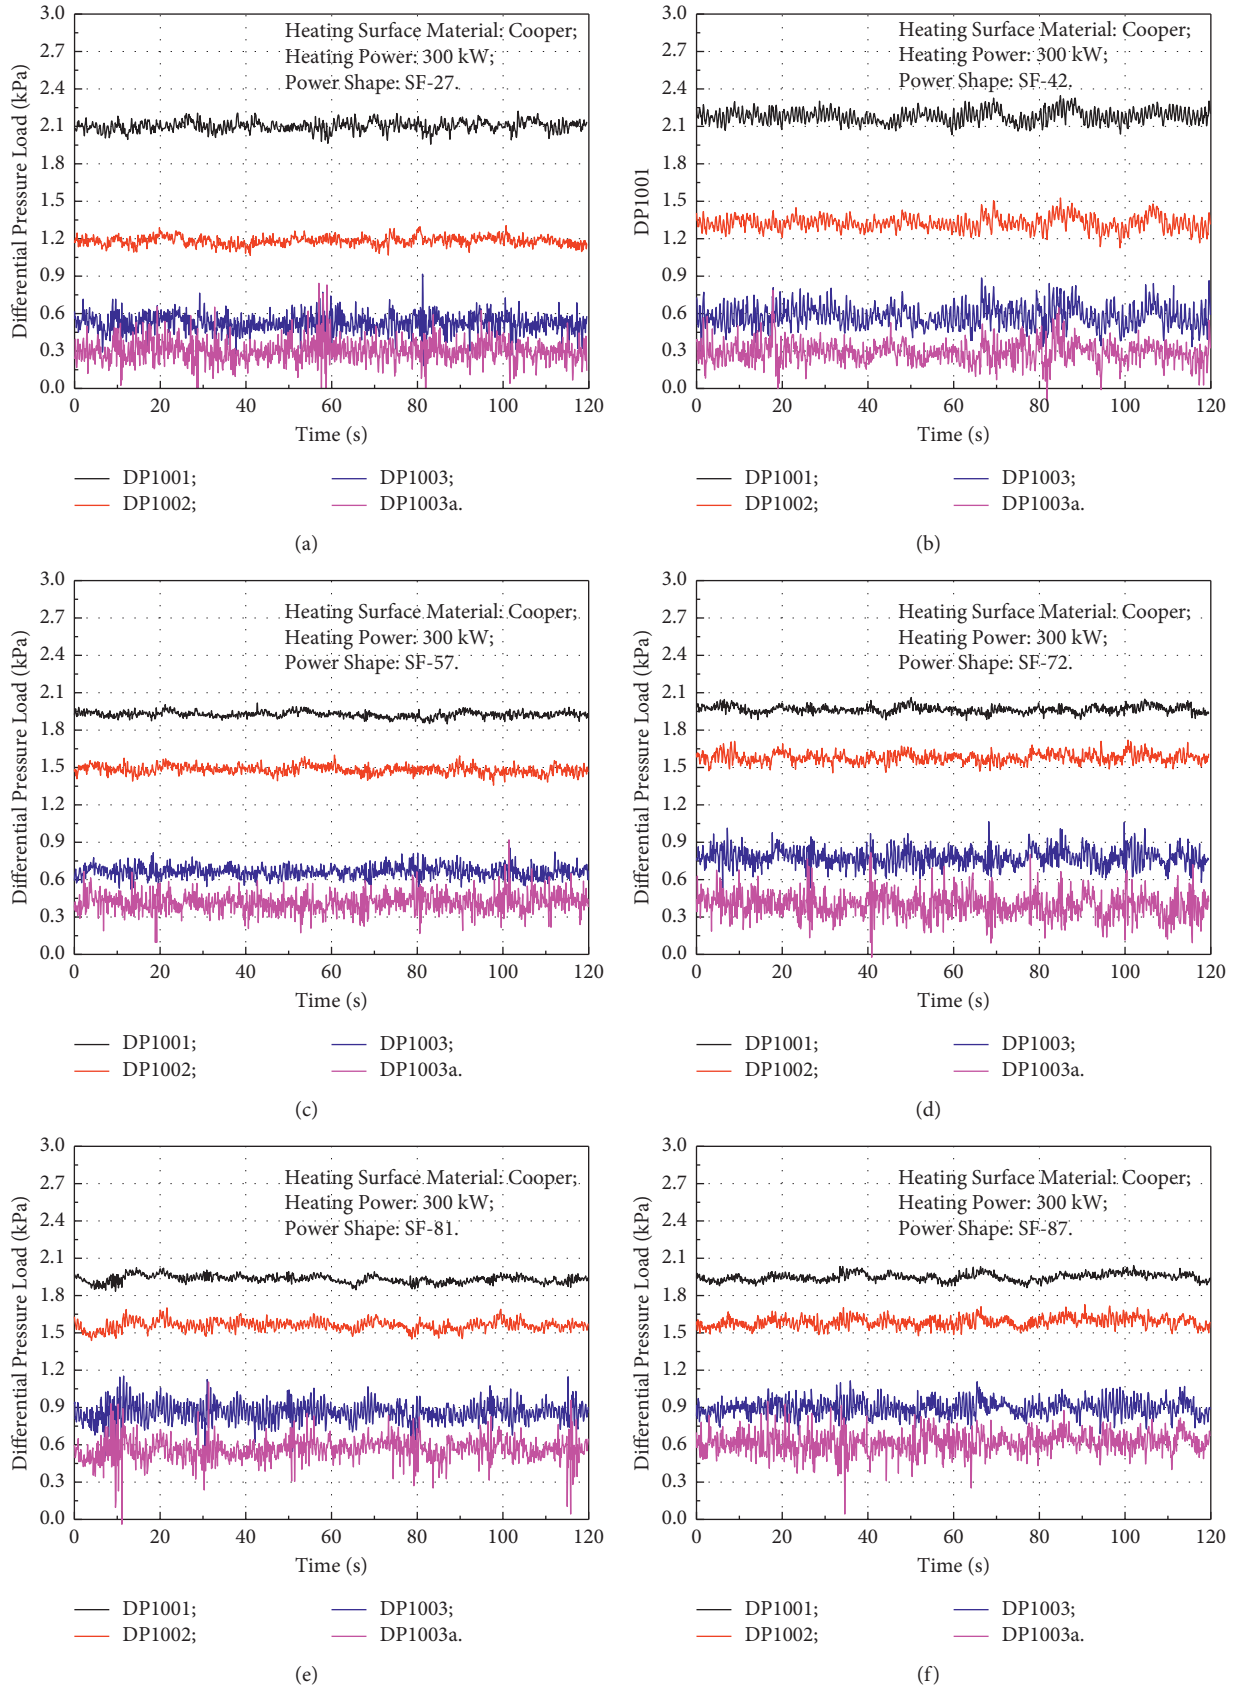 Differential Pressure Load (kPa)
3.0
2.7
2.4
2.1
1.8
1.5
1.2
0.9
0.6
0.3
0.0
Heating Surface Material: Cooper;
Heating Power: 300 kW;
Power Shape: SF-27.
0 20 40 60 80 100 120
Time (s)
DP1001; DP1003;
DP1002; DP1003a.
(a)
DP1001
3.0
2.7
2.4
2.1
1.8
1.5
1.2
0.9
0.6
0.3
0.0
Heating Surface Material: Cooper;
Heating Power: 300 kW;
Power Shape: SF-42.
0 20 40 60 80 100 120
Time (s)
DP1001; DP1003;
DP1002; DP1003a.
(b)
Differential Pressure Load (kPa)
3.0
2.7
2.4
2.1
1.8
1.5
1.2
0.9
0.6
0.3
0.0
Heating Surface Material: Cooper;
Heating Power: 300 kW;
Power Shape: SF-57.
0 20 40 60 80 100 120
Time (s)
DP1001; DP1003;
DP1002; DP1003a.
(c)
Differential Pressure Load (kPa)
3.0
2.7
2.4
2.1
1.8
1.5
1.2
0.9
0.6
0.3
0.0
Heating Surface Material: Cooper;
Heating Power: 300 kW;
Power Shape: SF-72.
0 20 40 60 80 100 120
Time (s)
DP1001; DP1003;
DP1002; DP1003a.
(d)
Differential Pressure Load (kPa)
3.0
2.7
2.4
2.1
1.8
1.5
1.2
0.9
0.6
0.3
0.0
Heating Surface Material: Cooper;
Heating Power: 300 kW;
Power Shape: SF-81.
0 20 40 60 80 100 120
Time (s)
DP1001; DP1003;
DP1002; DP1003a.
(e)
Differential Pressure Load (kPa)
3.0
2.7
2.4
2.1
1.8
1.5
1.2
0.9
0.6
0.3
0.0
Heating Surface Material: Cooper;
Heating Power: 300 kW;
Power Shape: SF-87.
0 20 40 60 80 100 120
Time (s)
DP1001; DP1003;
DP1002; DP1003a.
(f)